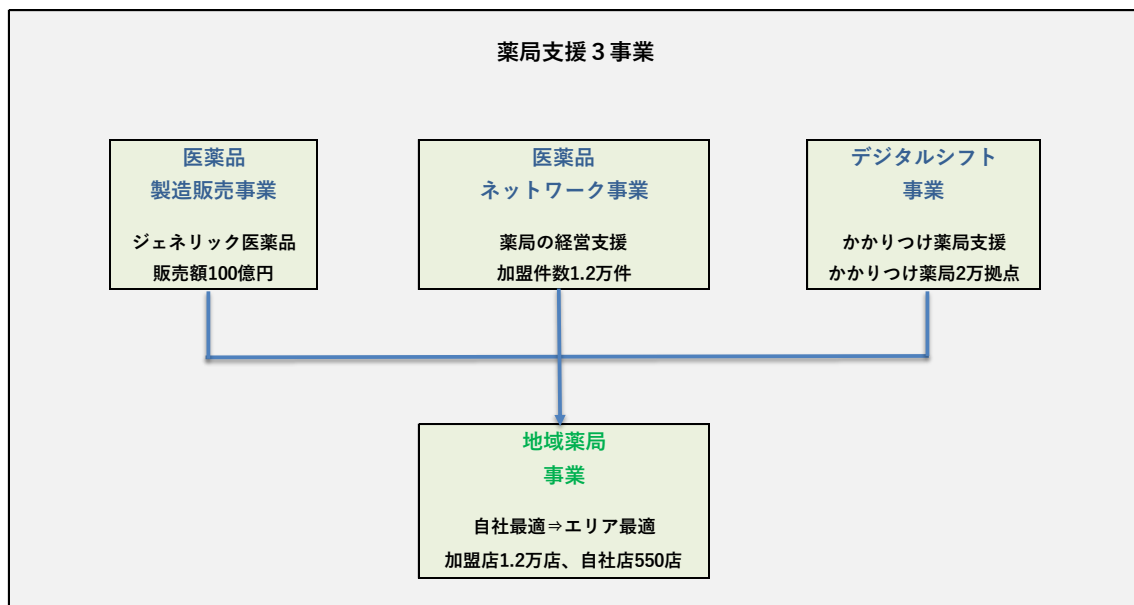 薬局支援３事業
医薬品
製造販売事業
ジェネリック医薬品
販売額100億円
医薬品
ネットワーク事業
薬局の経営支援
加盟件数1.2万件
デジタルシフト
事業
かかりつけ薬局支援
かかりつけ薬局2万拠点
地域薬局
事業
自社最適⇒エリア最適
加盟店1.2万店、自社店550店